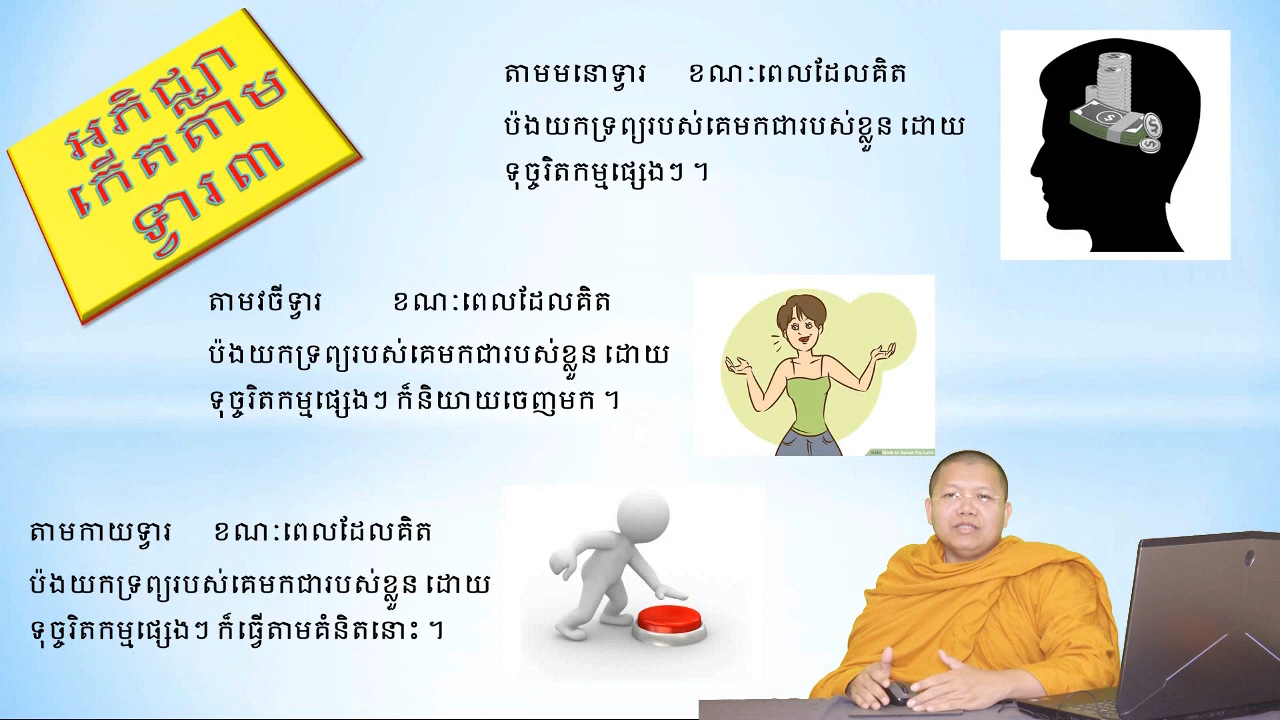 អភិជ្ឈា
កើតតាម
ទ្វារ៣
តាមមនោទ្វារ ខណៈពេលដែលគិត
ប៉ងយកទ្រព្យរបស់គេមកជារបស់ខ្លួន ដោយ
ទុច្ចរិតកម្មផ្សេងៗ ។
តាមវចីទ្វារ ខណៈពេលដែលគិត
ប៉ងយកទ្រព្យរបស់គេមកជារបស់ខ្លួន ដោយ
ទុច្ចរិតកម្មផ្សេងៗ ក៏និយាយចេញមក ។
តាមកាយទ្វារ ខណៈពេលដែលគិត
ប៉ងយកទ្រព្យរបស់គេមកជារបស់ខ្លួន ដោយ
ទុច្ចរិតកម្មផ្សេងៗ ក៏ធ្វើតាមគំនិតនោះ ។